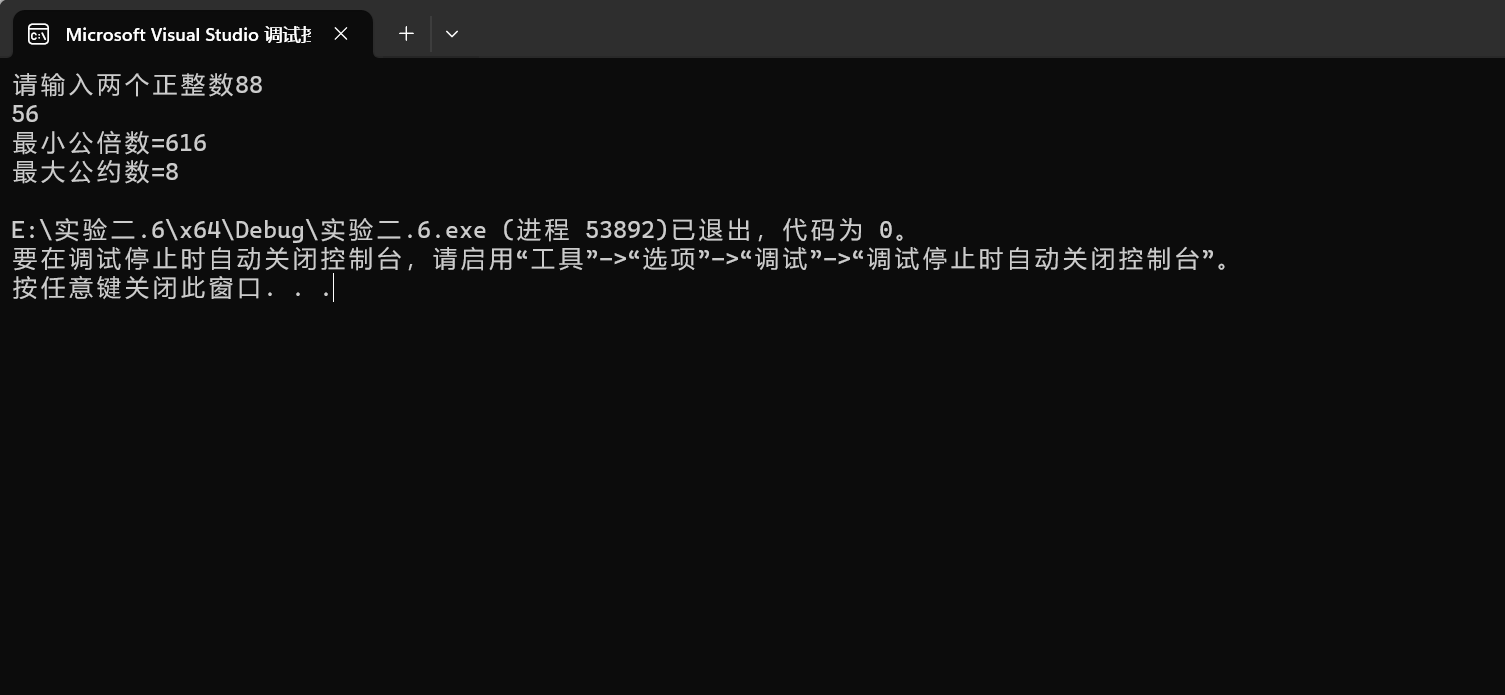 Microsoft Visual Studio 调试
请输入两个正整数88
56
最小公倍数=616
最大公约数=8
E:\实验二.6\x64\Debug\实验二.6.exe (进程 53892)已退出，代码为 0。
要在调试停止时自动关闭控制台，请启用“工具”->“选项”->“调试”->“调试停止时自动关闭控制台”。
按任意键关闭此窗口. . .